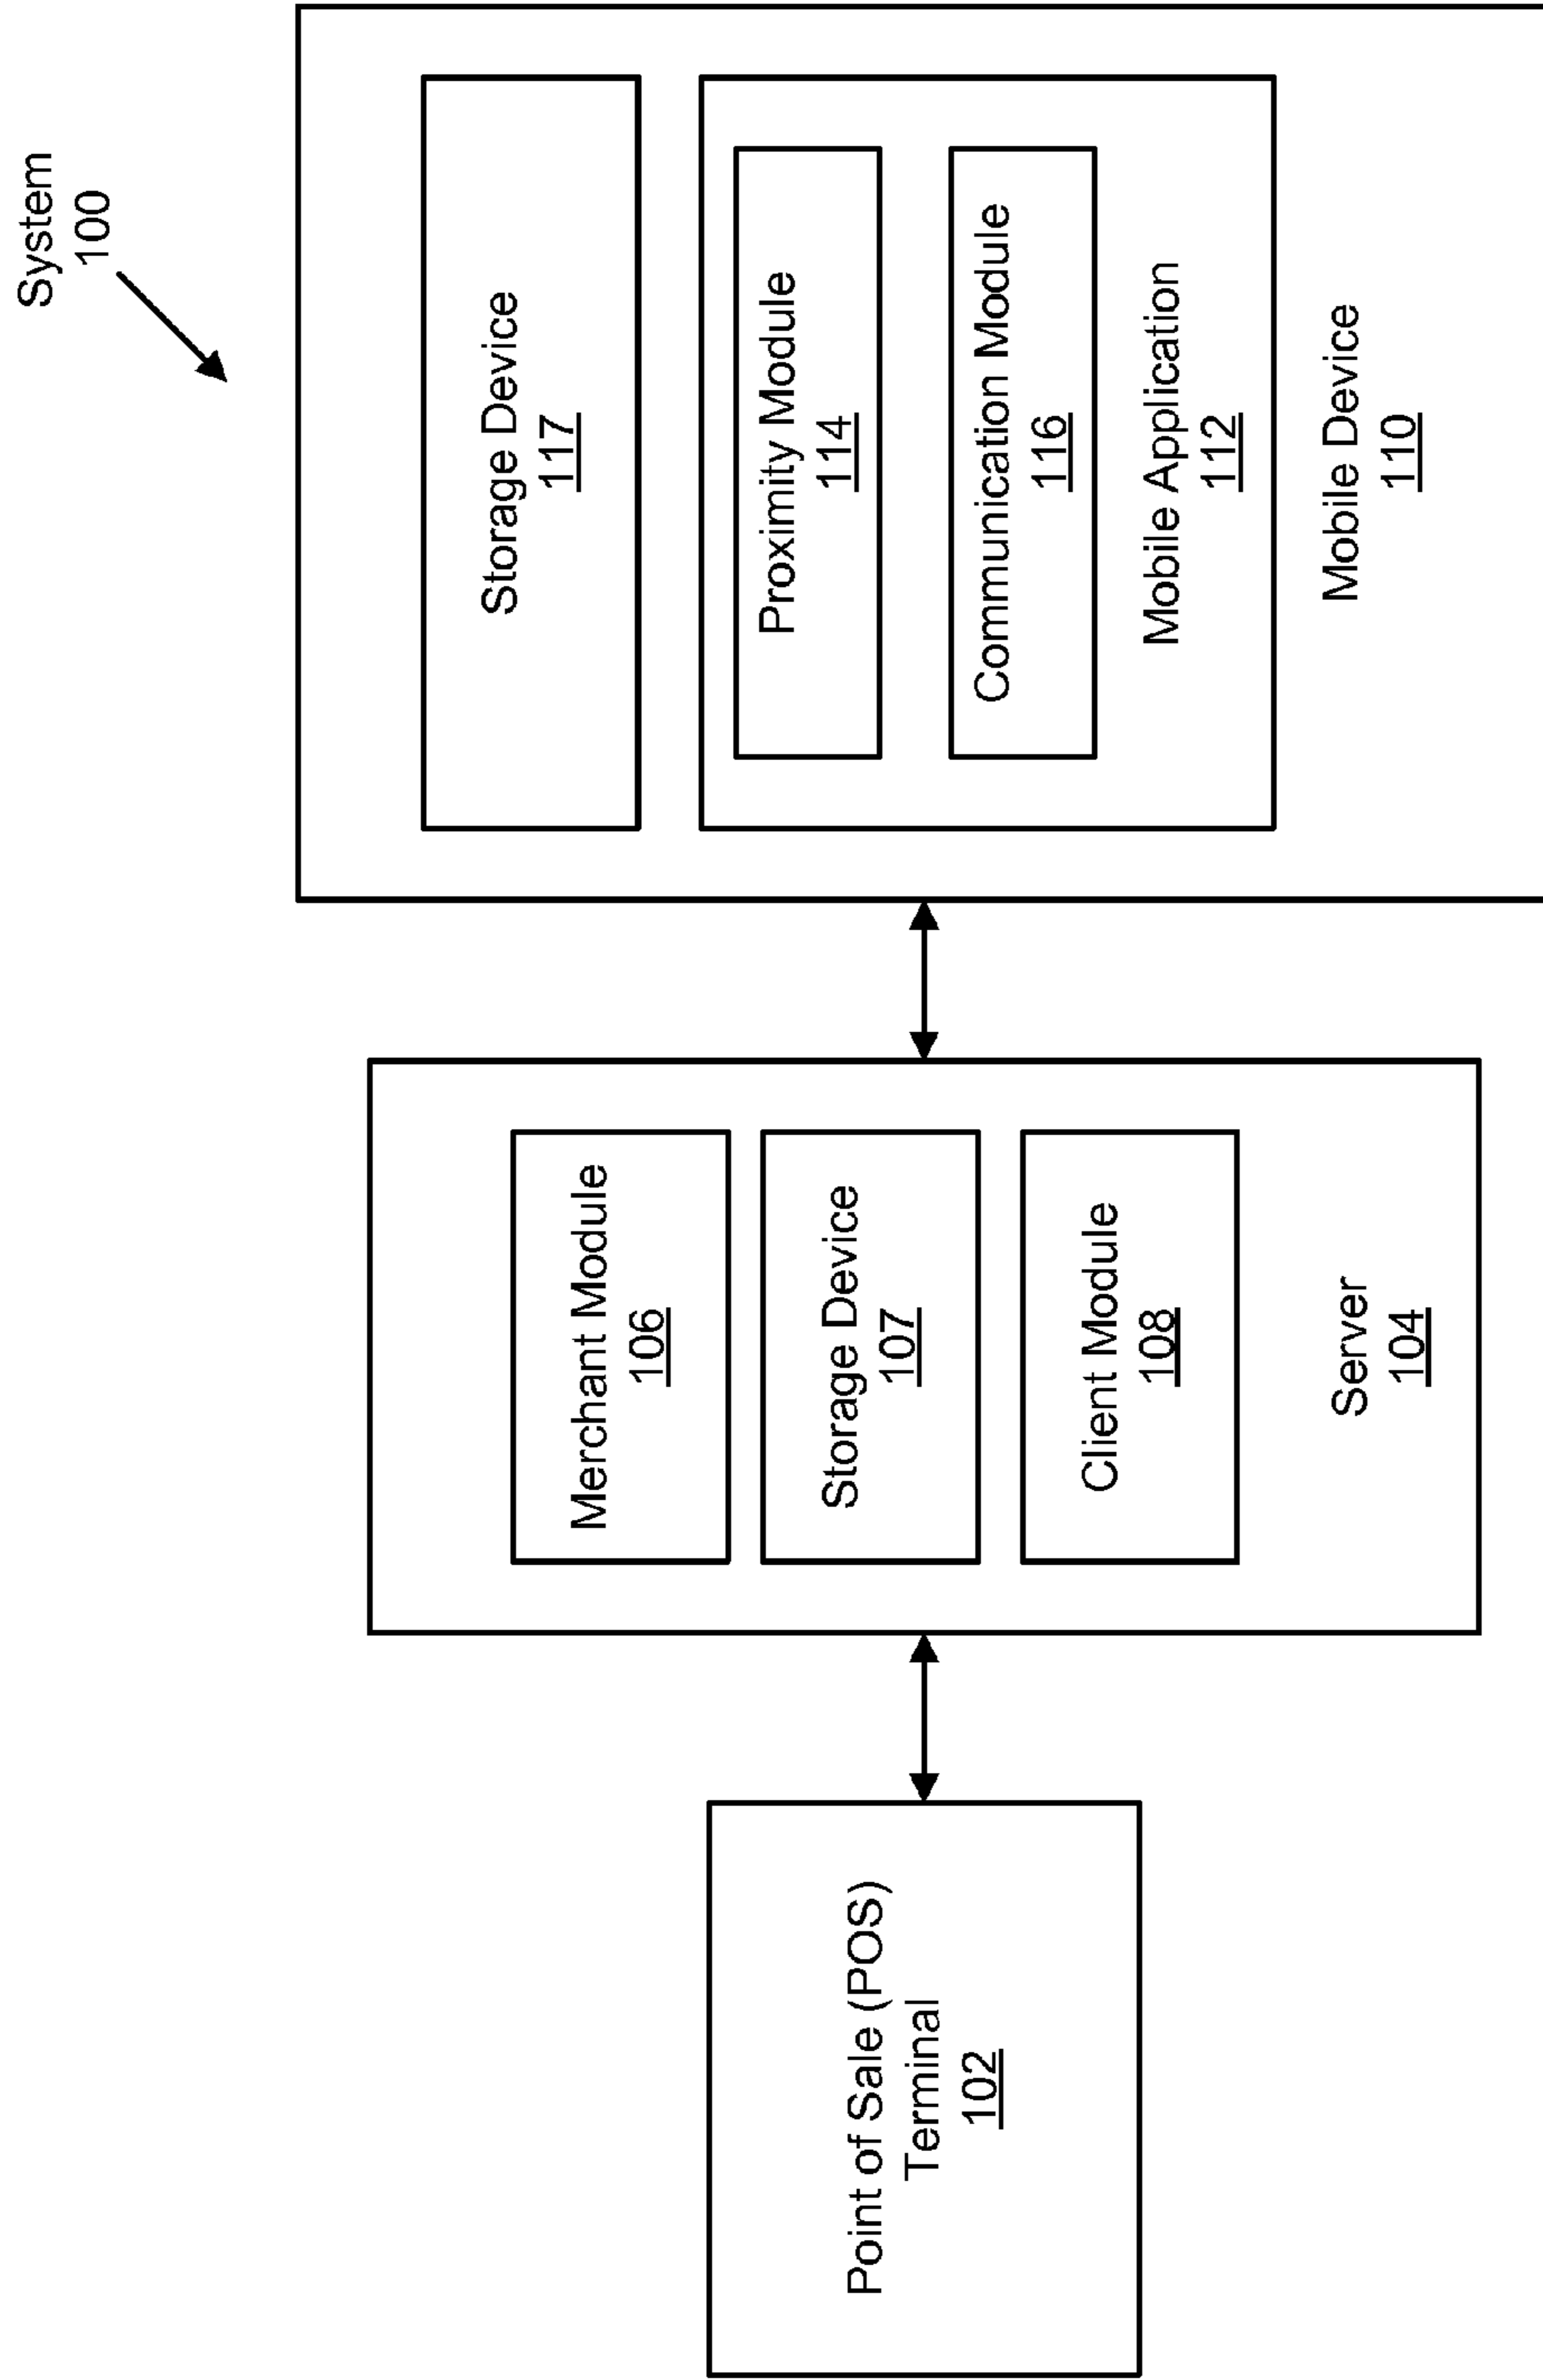 System
100
Point of Sale (POS)
Terminal
102
Merchant Module
106
Storage Device
107
Client Module
108
Server
104
Storage Device
117
Proximity Module
114
Communication Module
116
Mobile Application
112
Mobile Device
110